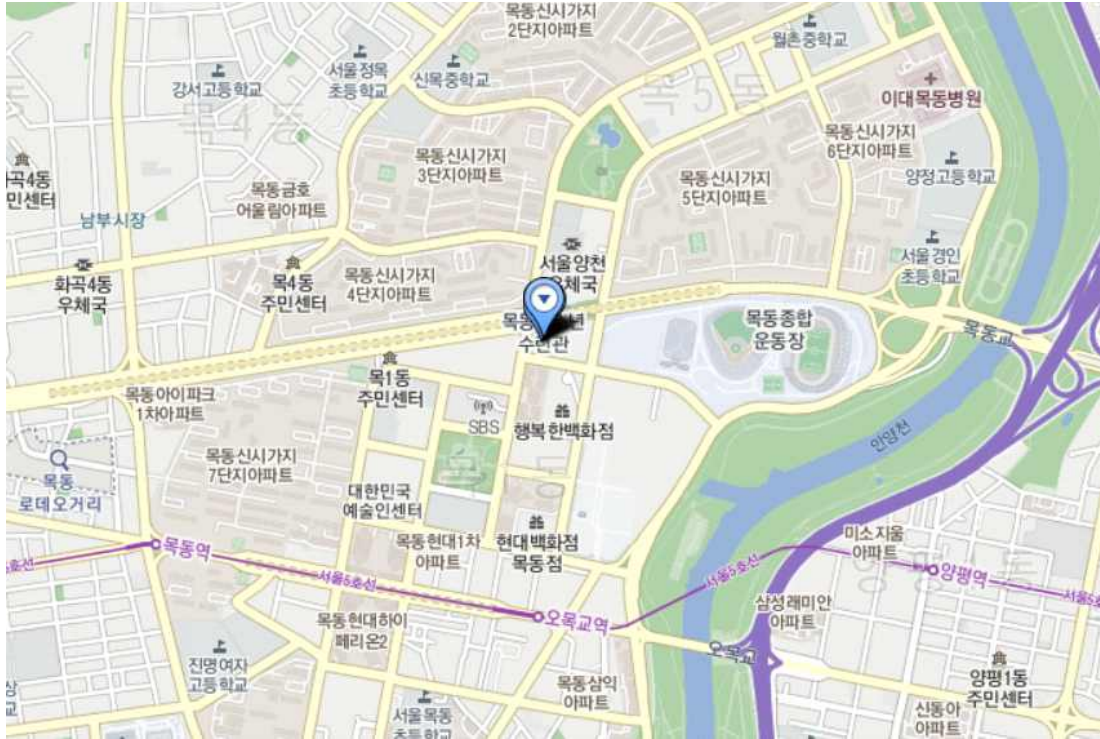 목동신시가지
2단지아파트
월촌중학교
서울정목
초등학교
신목중학교
강서고등학교
목4동
목5동
이대목동병원
목동신시가지
3단지아파트
목동신시가지
6단지아파트
양정고등학교
목동신시가지
5단지아파트
목동금호
어울림아파트
남부시장
서울양천
우체국
서울경인
초등학교
화곡4동
우체국
목4동
주민센터
목동신시가지
4단지아파트
목동종합
운동장
목동교
수련관
목1동
주민센터
목동아이파크
1차아파트
SBS
행복한백화점
안양천
목동신시가지
7단지아파트
목동
로데오거리
목동
대한민국
예술인센터
현대백화점
목동점
목동현대1차
아파트
미소지움
아파트
목동역
서울5호선
서울5호선
양평역
오목교역
삼성래미안
아파트
목동현대하이
페리온2
오목교
진명여자
고등학교
양평1동
주민센터
목동삼익
아파트
서울목동
초등학교
신동아
아파트